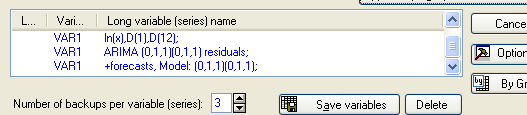 L... Vari... Long variable (series) name
VAR1 ln(x),D(1),D(12);
VAR1 ARIMA (0,1,1)(0,1,1) residuals;
VAR1 +forecasts, Model: (0,1,1)(0,1,1);
Cance
Option
By Gr
Number of backups per variable (series): 3 Save variables Delete